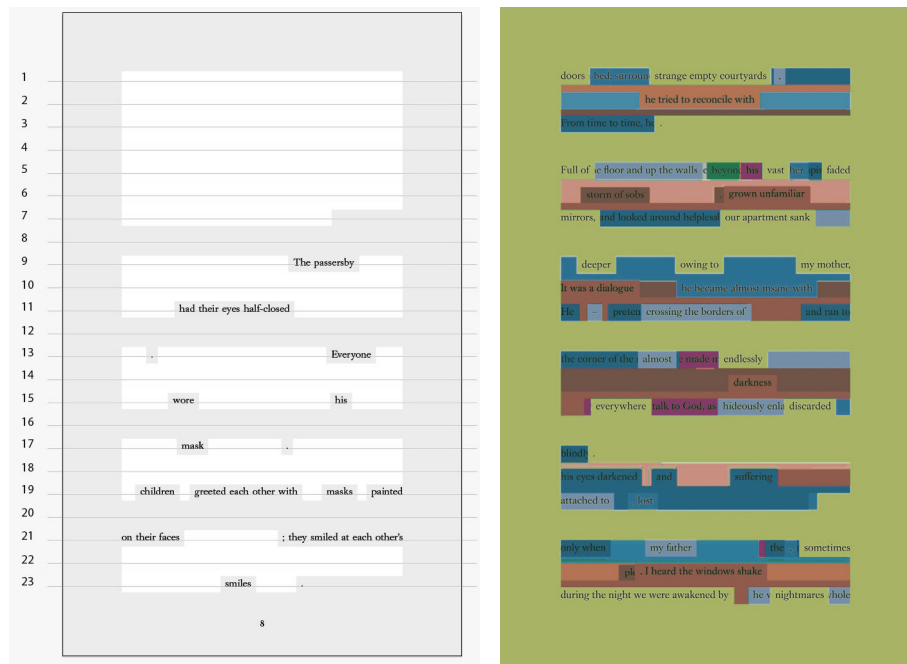 1
2
3
4
5
6
7
8
9 The passersby
10
11 had their eyes half-closed
12
13 . Everyone
14
15 wore his
16
17 mask .
18
19 children greeted each other with masks painted
20
21 on their faces ; they smiled at each other's
22
23 smiles .
8
doors bed; strange empty courtyards .
he tried to reconcile with
From time to time, .
Full of floor and up the walls his vast her faded
storm of sobs . grown unfamiliar
mirrors, and looked around our apartment sank
deeper owing to my mother,
It was a dialogue he became almost insane with
He – crossing the borders of and ran to
the corner of the almost made endlessly
darkness
everywhere talk to God, as hideously discarded
blindly .
his eyes darkened and suffering
attached to lost
only when my father the . sometimes
. I heard the windows shake
during the night we were awakened by he nightmares